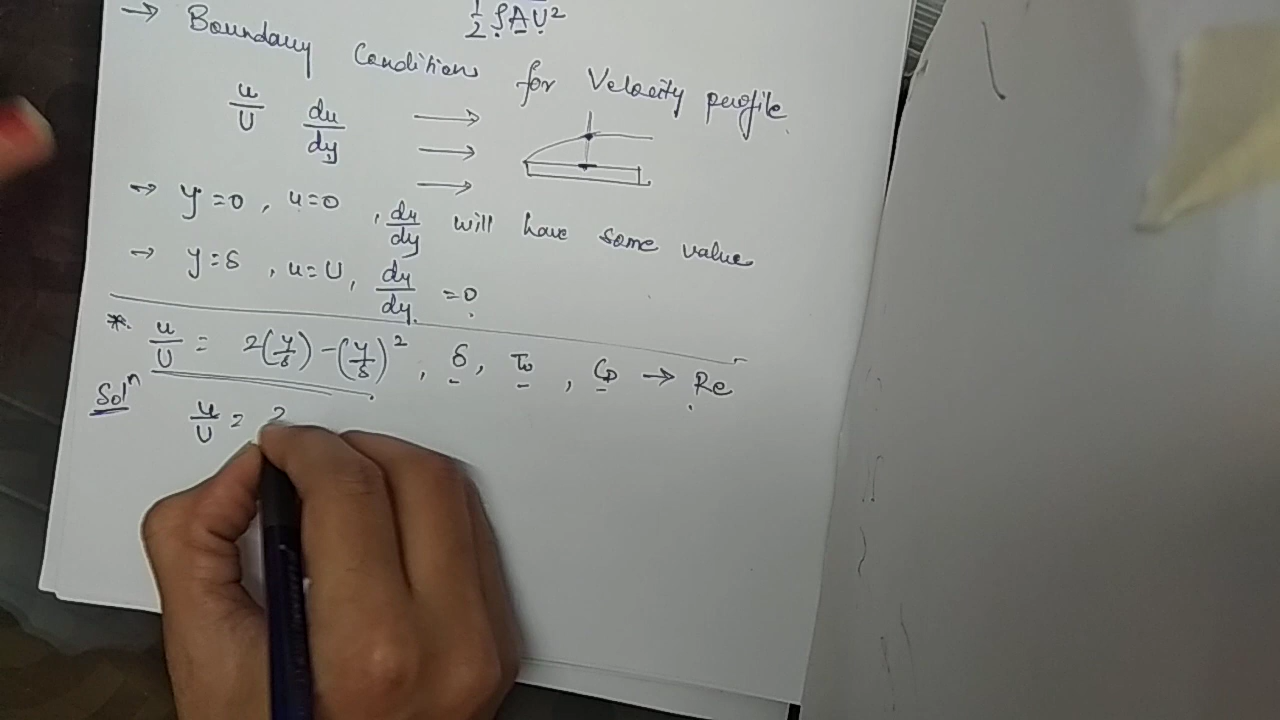 1/2 ρAU²
→ Boundary Conditions for Velocity profile.
u/U du/dy → → →
→ y=0, u=0, du/dy will have some value
→ y=δ, u=U, du/dy =0.
*. u/U = 2(y/δ)-(y/δ)², δ, τ₀, C_D → Re
Solⁿ
u/U = 2